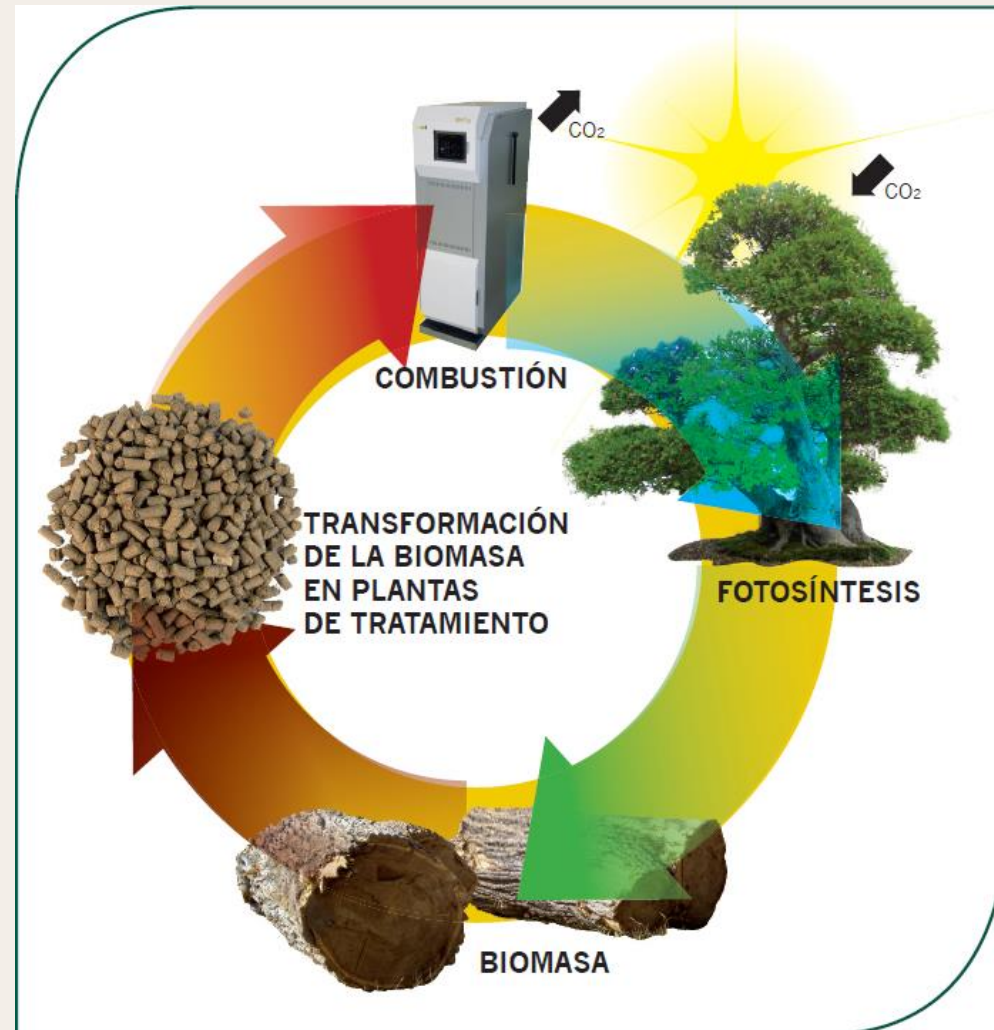 CO₂
CO₂
COMBUSTIÓN
TRANSFORMACIÓN
DE LA BIOMASA
EN PLANTAS
DE TRATAMIENTO
FOTOSÍNTESIS
BIOMASA